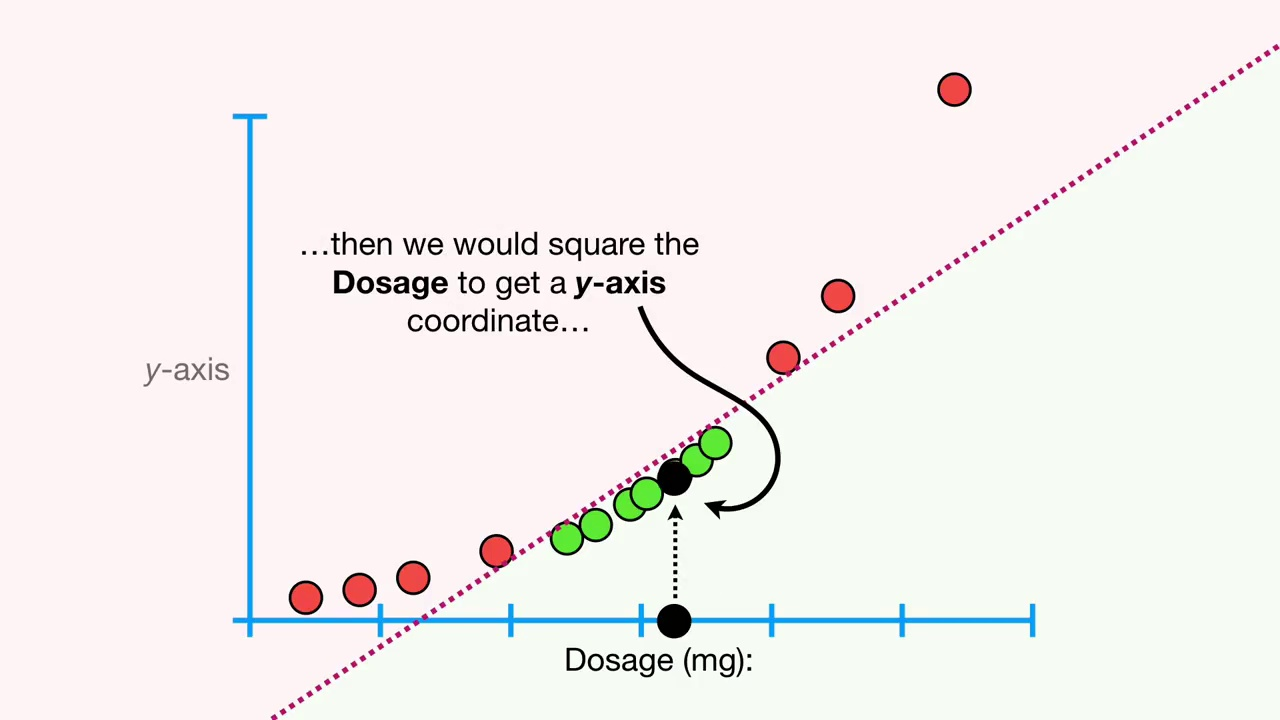 …then we would square the
Dosage to get a y-axis
coordinate…
y-axis
Dosage (mg):